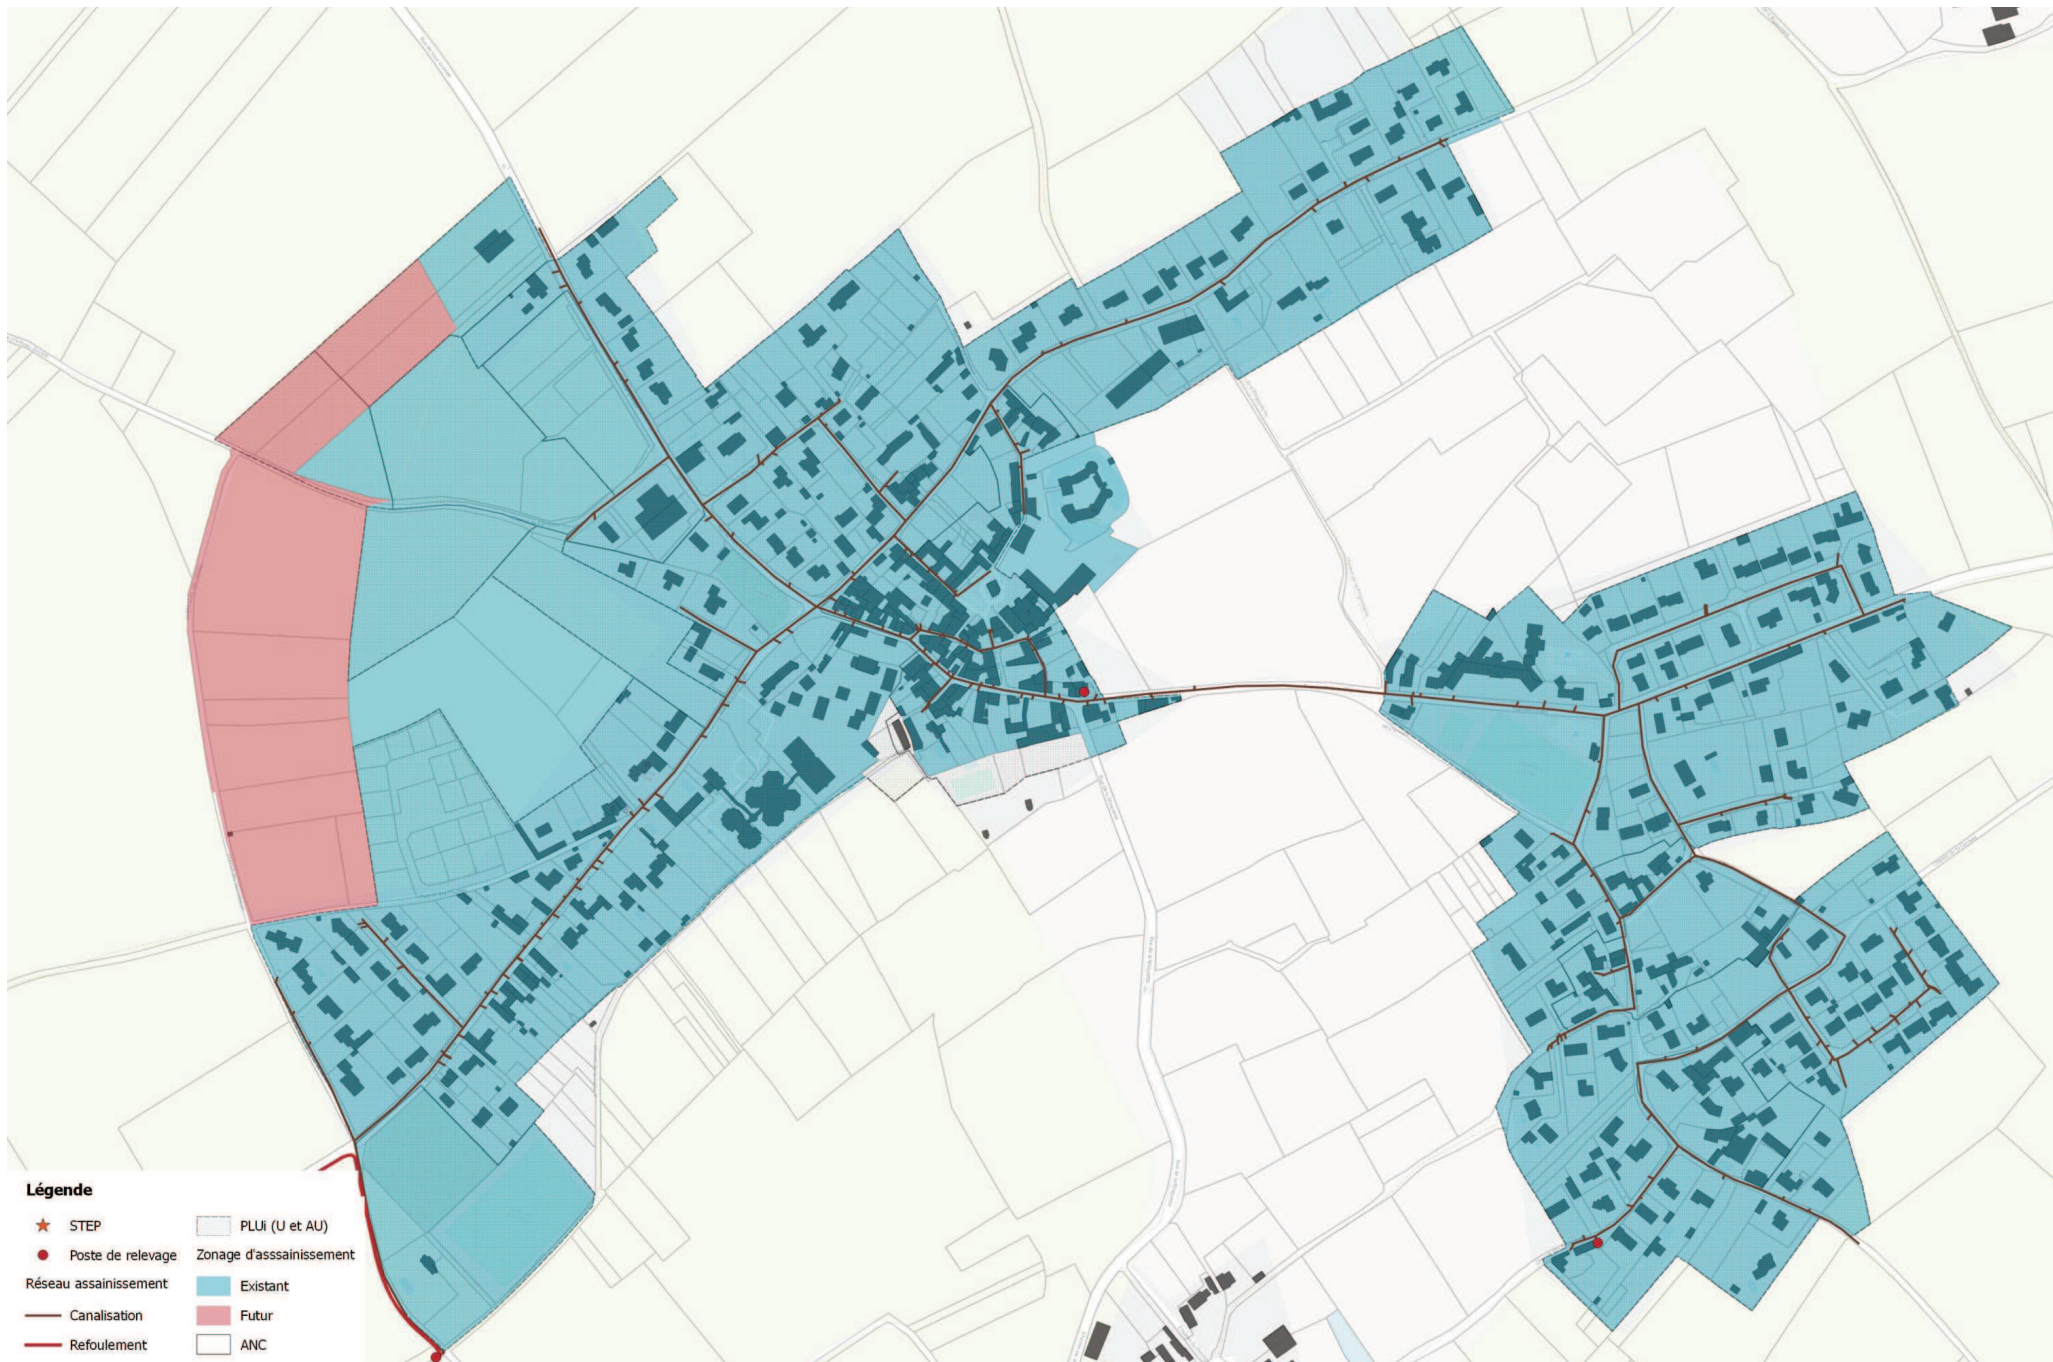 Légende
STEP
Poste de relevage
Réseau assainissement
Canalisation
Refoulement
PLUi (U et AU)
Zonage d'asssainissement
Existant
Futur
ANC